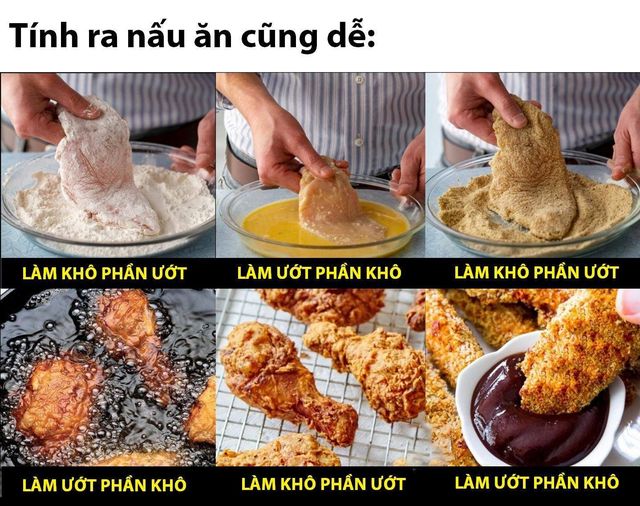 Tính ra nấu ăn cũng dễ:
LÀM KHÔ PHẦN ƯỚT
LÀM ƯỚT PHẦN KHÔ
LÀM KHÔ PHẦN ƯỚT
LÀM ƯỚT PHẦN KHÔ
LÀM KHÔ PHẦN ƯỚT
LÀM ƯỚT PHẦN KHÔ